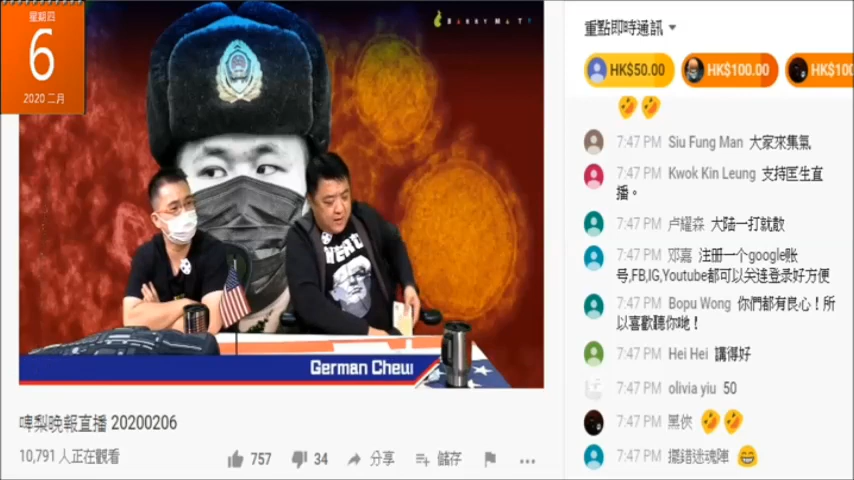 星期四
6
2020 二月
BARRY MA TY
German Cheu
啤梨晚報直播 20200206
10,791 人正在觀看
757
34
分享
儲存
重點即時通訊
HK$50.00
HK$100.00
HK$100
7:47 PM Siu Fung Man 大家來集氣
7:47 PM Kwok Kin Leung 支持匡生直
播。
7:47 PM 卢耀森 大陆一打就散
7:47 PM 邓嘉 注册一个google账
号,FB,IG,Youtube都可以关连登录好方便
7:47 PM Bopu Wong 你們都有良心！所
以喜歡聽你哋！
7:47 PM Hei Hei 講得好
7:47 PM olivia yiu 50
7:47 PM 黑俠
7:47 PM 擺錯迷魂陣